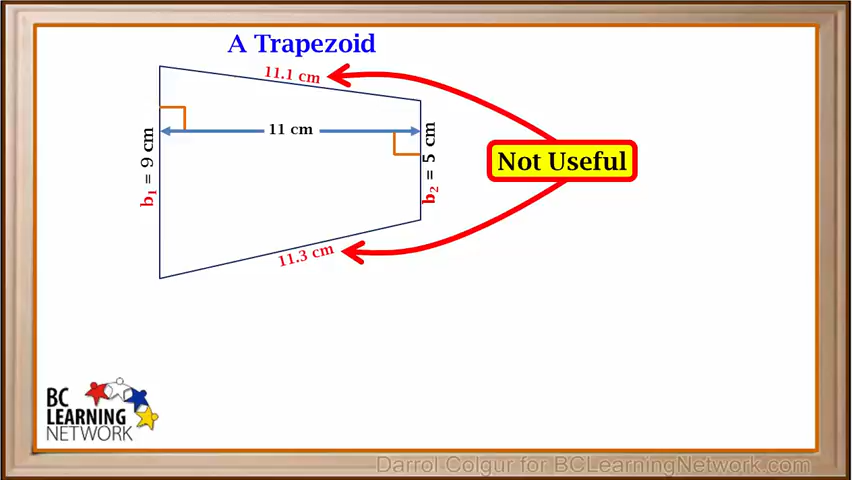 A Trapezoid
11.1 cm
11 cm
b₁ = 9 cm
b₂ = 5 cm
Not Useful
11.3 cm
BC
LEARNING
NETWORK
Darrol Colgur for BCLearningNetwork.com